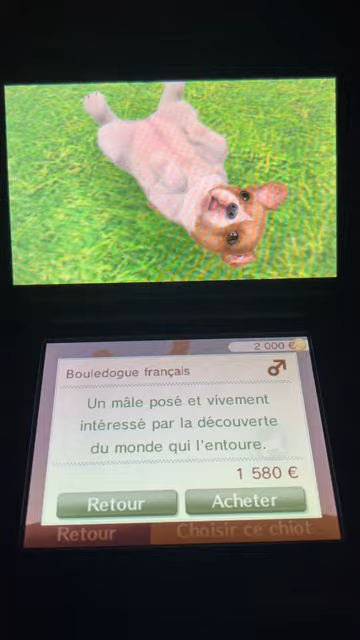 2 000 €
Bouledogue français ♂
Un mâle posé et vivement
intéressé par la découverte
du monde qui l'entoure.
1 580 €
Retour Acheter
Retour Choisir ce chiot